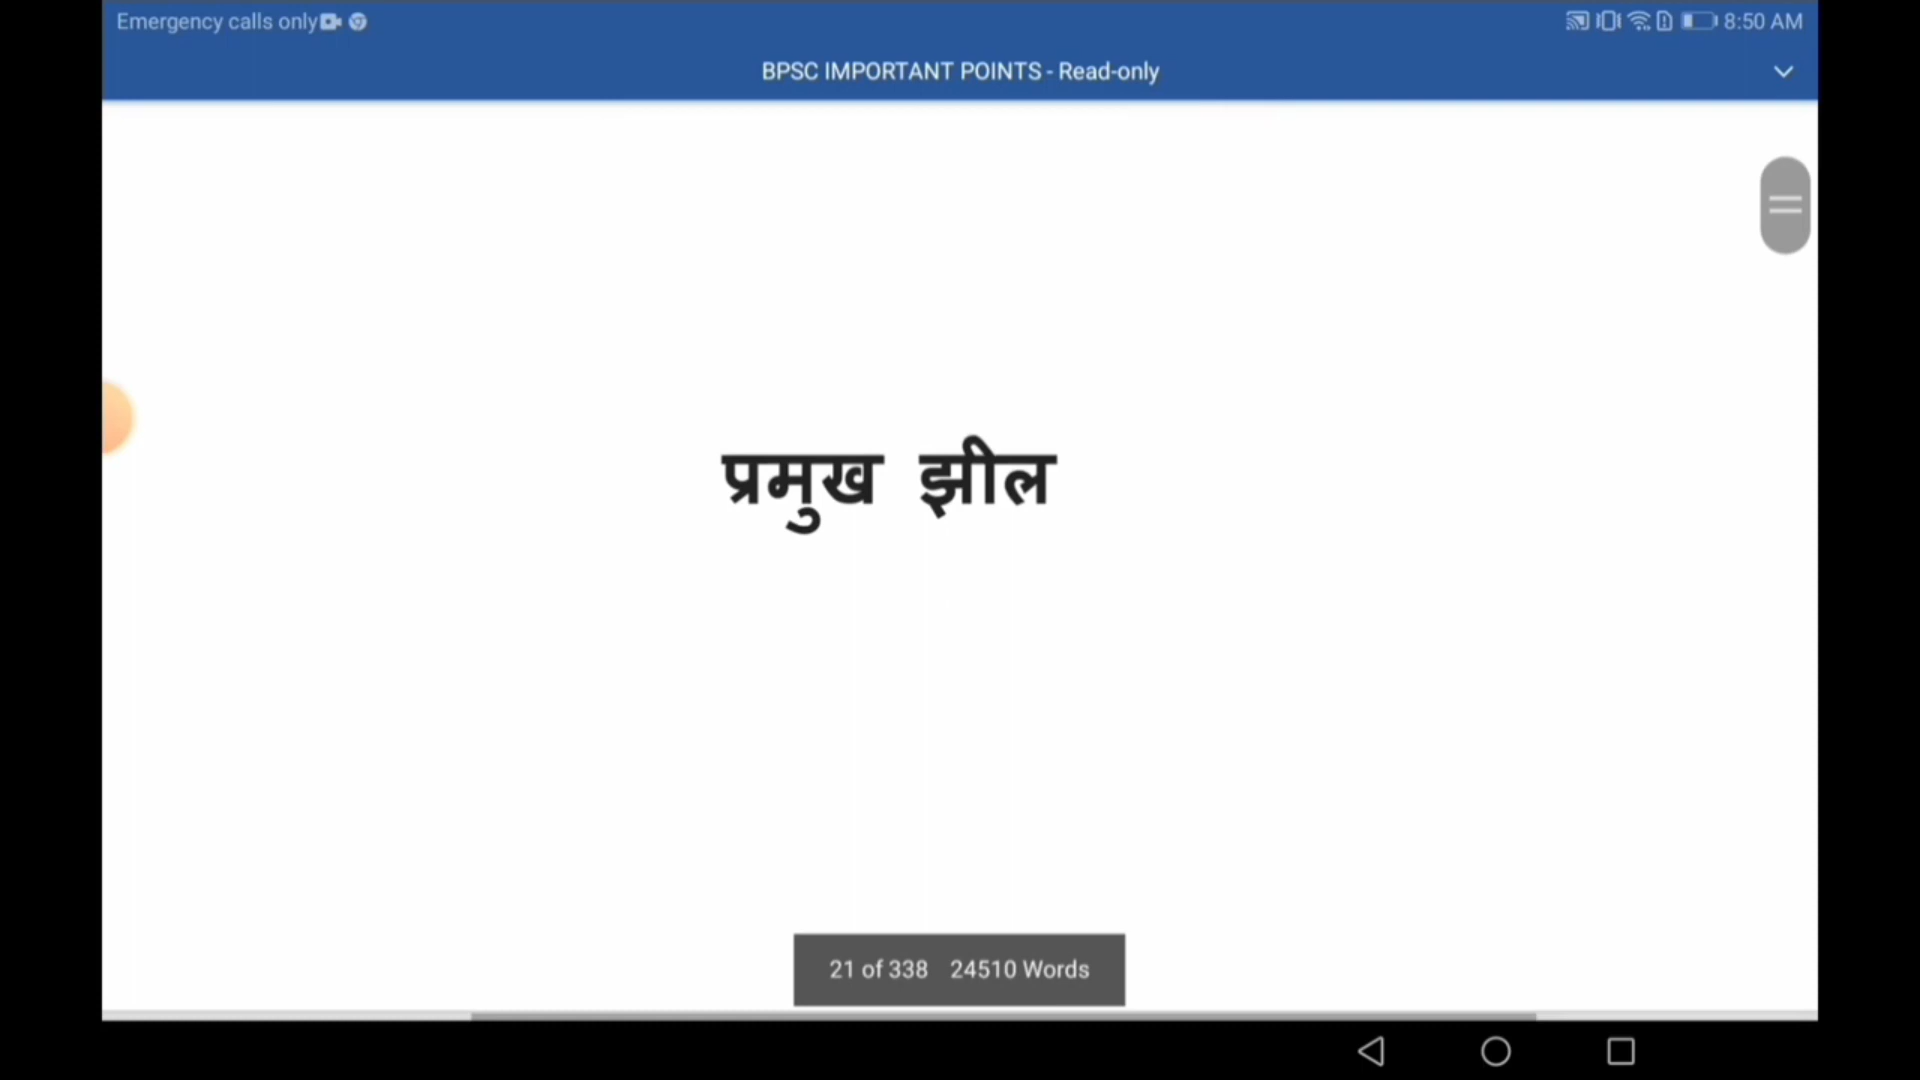 Emergency calls only 8:50 AM
BPSC IMPORTANT POINTS - Read-only
प्रमुख झील
21 of 338 24510 Words